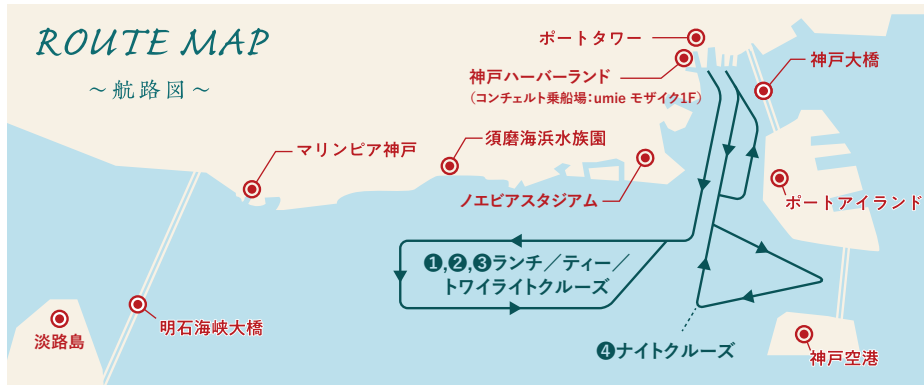 ROUTE MAP
～航路図～
ポートタワー
神戸ハーバーランド
（コンチェルト乗船場：umie モザイク1F）
神戸大橋
須磨海浜水族園
マリンピア神戸
ノエビアスタジアム
ポートアイランド
❶,❷,❸ランチ／ティー／
トワイライトクルーズ
明石海峡大橋
淡路島
❹ナイトクルーズ
神戸空港